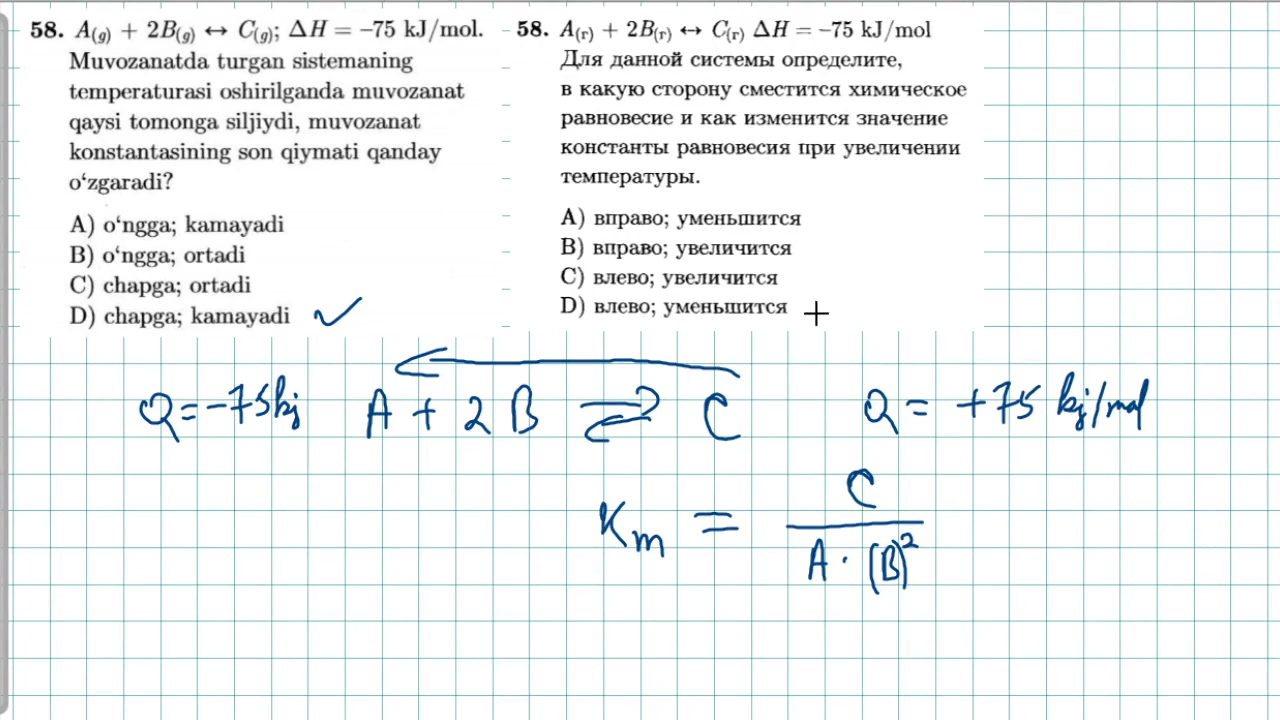 58. A(g) + 2B(g) ↔ C(g); ΔH = −75 kJ/mol.
Muvozanatda turgan sistemaning
temperaturasi oshirilganda muvozanat
qaysi tomonga siljiydi, muvozanat
konstantasining son qiymati qanday
o‘zgaradi?
A) o‘ngga; kamayadi
B) o‘ngga; ortadi
C) chapga; ortadi
D) chapga; kamayadi
58. A(г) + 2B(г) ↔ C(г) ΔH = −75 kJ/mol
Для данной системы определите,
в какую сторону сместится химическое
равновесие и как изменится значение
константы равновесия при увеличении
температуры.
A) вправо; уменьшится
B) вправо; увеличится
C) влево; увеличится
D) влево; уменьшится
Q = −75 kj A + 2 B ⇄ C Q = +75 kj/mol
Km = C / A · (B)²